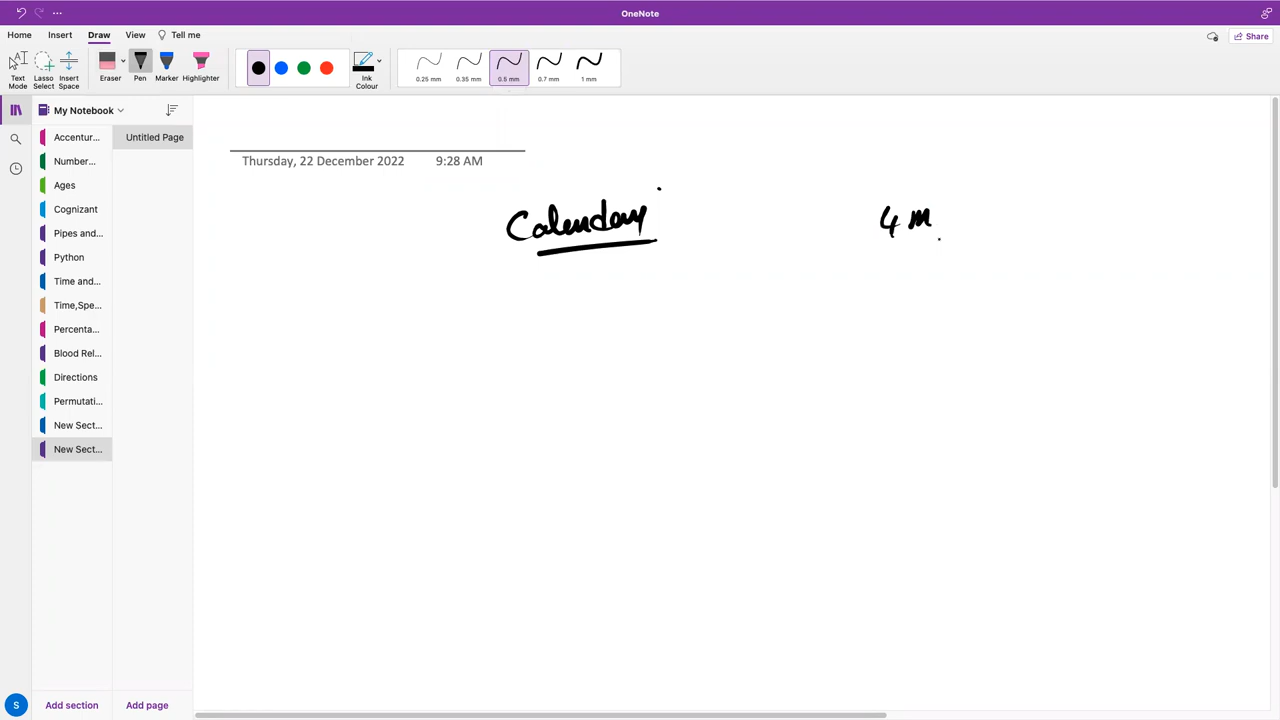 OneNote
Home Insert Draw View Tell me
Share
Text Mode Lasso Select Insert Space Eraser Pen Marker Highlighter Ink Colour 0.25 mm 0.35 mm 0.5 mm 0.7 mm 1 mm
My Notebook
Accentur... Untitled Page
Number...
Ages
Cognizant
Pipes and...
Python
Time and...
Time,Spe...
Percenta...
Blood Rel...
Directions
Permutati...
New Sect...
New Sect...
Thursday, 22 December 2022 9:28 AM
4 m
S Add section Add page